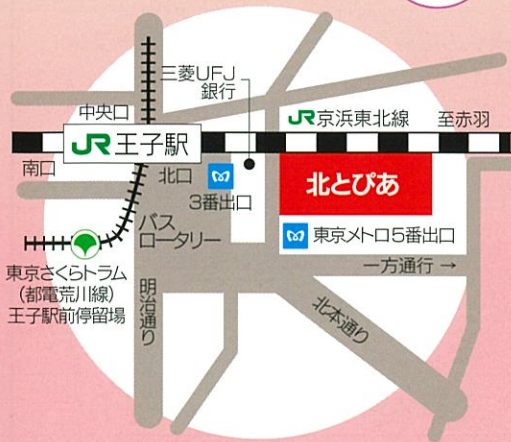 三菱UFJ
銀行
中央口
JR 京浜東北線
至赤羽
JR 王子駅
南口
北口
3番出口
北とぴあ
バス
ロータリー
東京メトロ5番出口
一方通行 →
東京さくらトラム
(都電荒川線)
王子駅前停留場
明治通り
北本通り